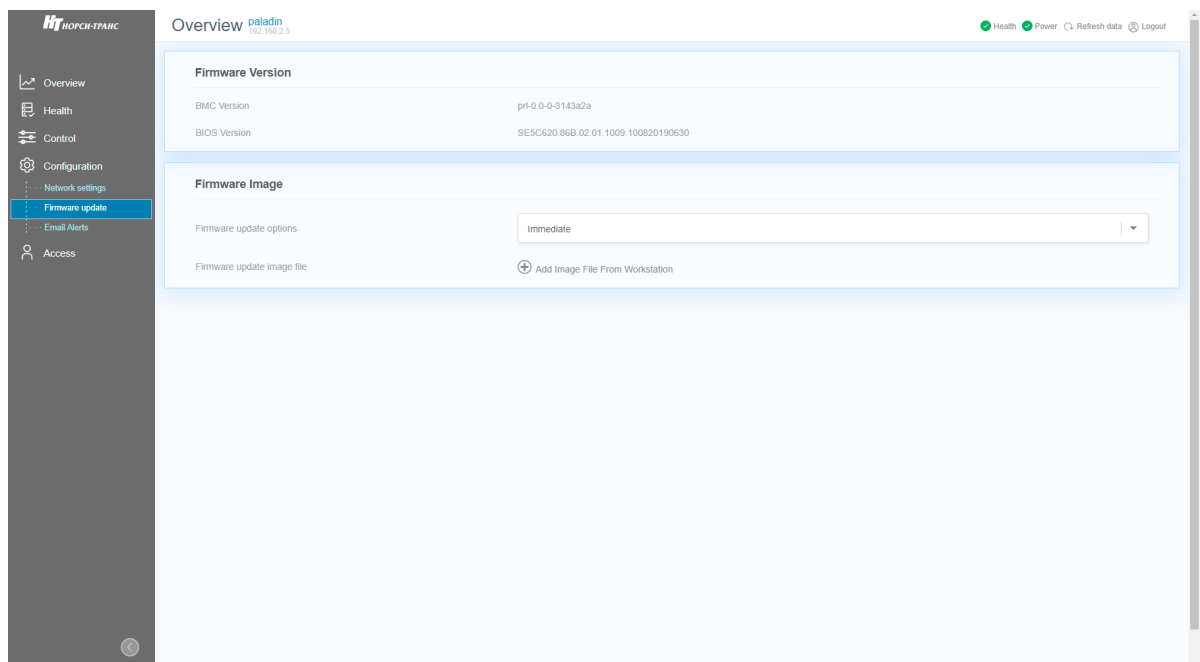 НТ НОРСИ-ТРАНС
Overview paladin
192.168.2.5
Health Power Refresh data Logout
Overview
Health
Control
Configuration
Network settings
Firmware update
Email Alerts
Access
Firmware Version
BMC Version prl-0.0-0-3143a2a
BIOS Version SE5C620.86B.02.01.1009.100820190630
Firmware Image
Firmware update options Immediate
Firmware update image file Add Image File From Workstation